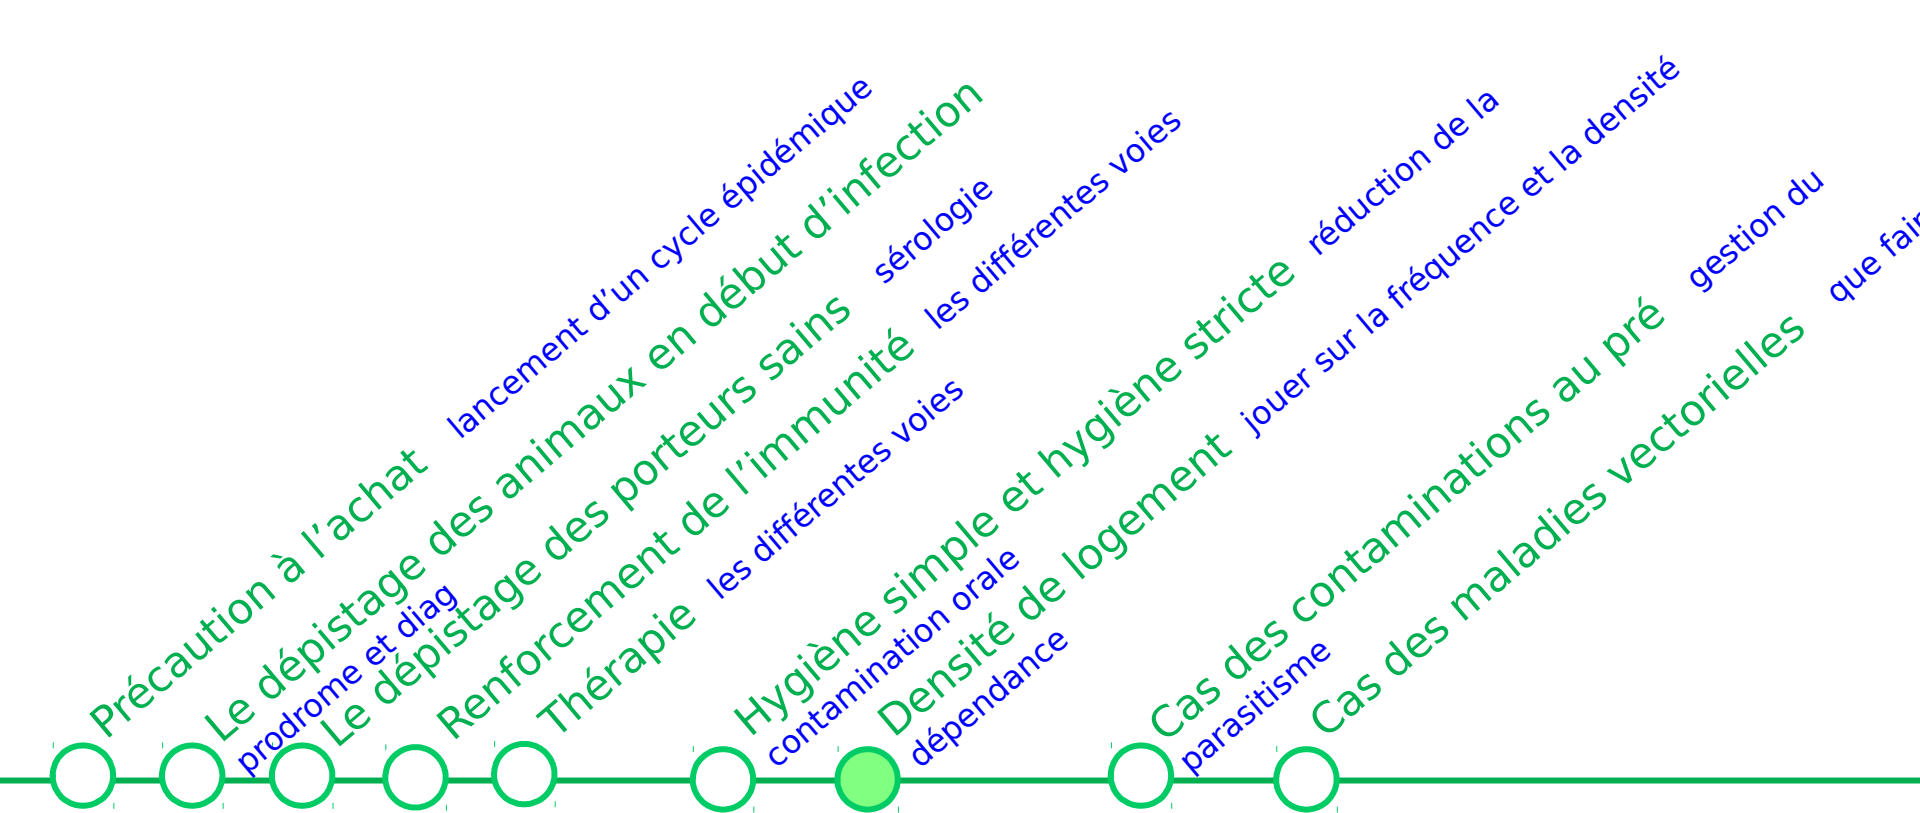 Précaution à l’achat
lancement d’un cycle épidémique
Le dépistage des animaux en début d’infection
prodrome et diag
Le dépistage des porteurs sains
sérologie
Renforcement de l’immunité
les différentes voies
Thérapie
les différentes voies
Hygiène simple et hygiène stricte
réduction de la
contamination orale
Densité de logement
jouer sur la fréquence et la densité
dépendance
Cas des contaminations au pré
gestion du
parasitisme
Cas des maladies vectorielles
que